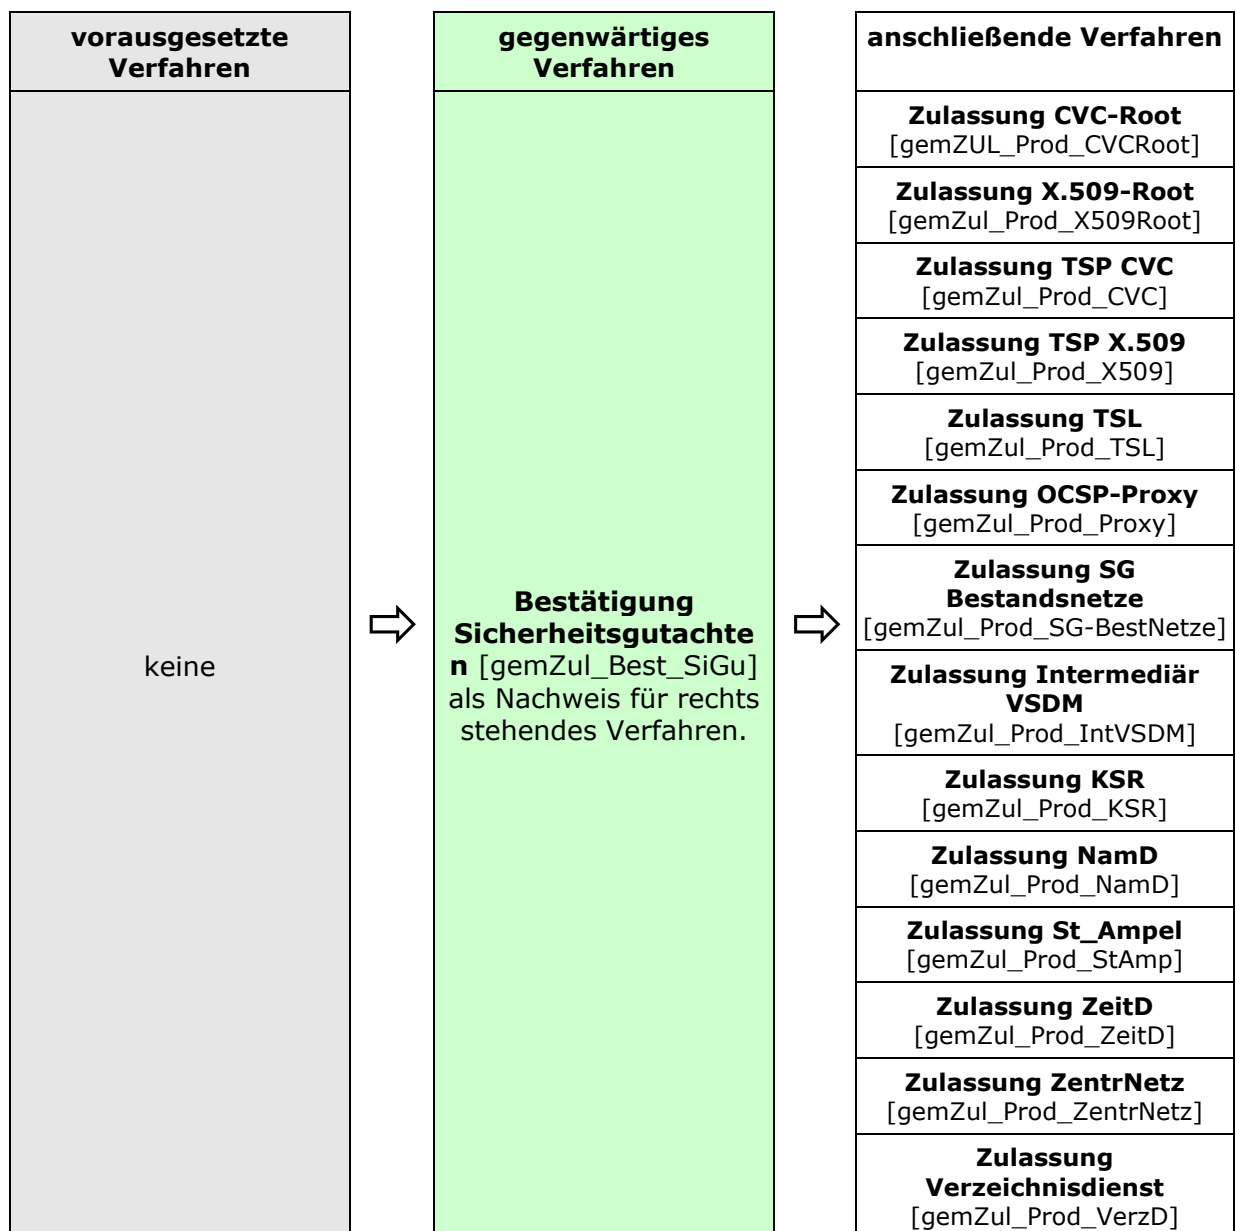 vorausgesetzte
Verfahren
keine
gegenwärtiges
Verfahren
Bestätigung
Sicherheitsgutachte
n [gemZul_Best_SiGu]
als Nachweis für rechts
stehendes Verfahren.
anschließende Verfahren
Zulassung CVC-Root
[gemZUL_Prod_CVCRoot]
Zulassung X.509-Root
[gemZul_Prod_X509Root]
Zulassung TSP CVC
[gemZul_Prod_CVC]
Zulassung TSP X.509
[gemZul_Prod_X509]
Zulassung TSL
[gemZul_Prod_TSL]
Zulassung OCSP-Proxy
[gemZul_Prod_Proxy]
Zulassung SG
Bestandsnetze
[gemZul_Prod_SG-BestNetze]
Zulassung Intermediär
VSDM
[gemZul_Prod_IntVSDM]
Zulassung KSR
[gemZul_Prod_KSR]
Zulassung NamD
[gemZul_Prod_NamD]
Zulassung St_Ampel
[gemZul_Prod_StAmp]
Zulassung ZeitD
[gemZul_Prod_ZeitD]
Zulassung ZentrNetz
[gemZul_Prod_ZentrNetz]
Zulassung
Verzeichnisdienst
[gemZul_Prod_VerzD]